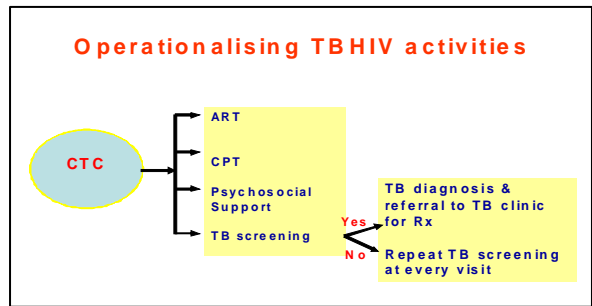 Operationalising TBHIV activities
CTC
ART
CPT
Psychosocial
Support
TB screening
Yes
No
TB diagnosis &
referral to TB clinic
for Rx
Repeat TB screening
at every visit